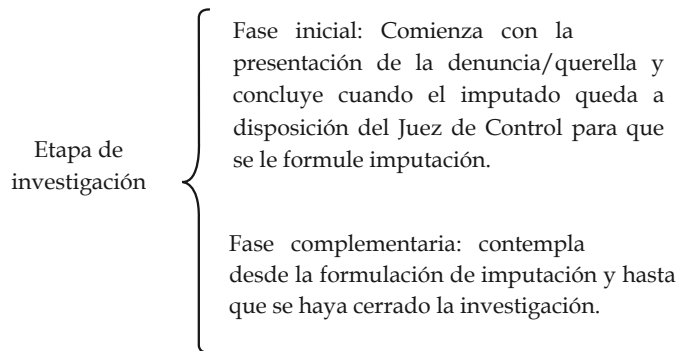 Etapa de
investigación
Fase inicial: Comienza con la
presentación de la denuncia/querella y
concluye cuando el imputado queda a
disposición del Juez de Control para que
se le formule imputación.
Fase complementaria: contempla
desde la formulación de imputación y hasta
que se haya cerrado la investigación.